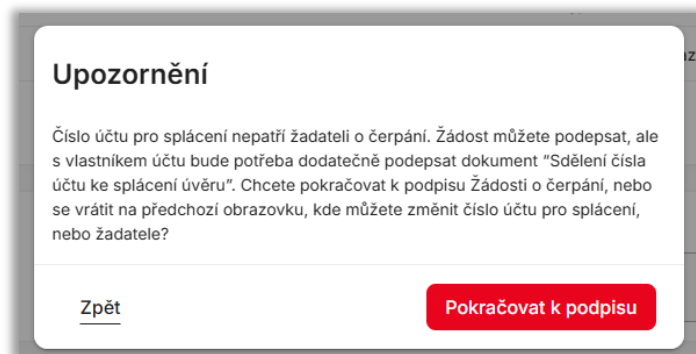 Upozornění
Číslo účtu pro splácení nepatří žadateli o čerpání. Žádost můžete podepsat, ale
s vlastníkem účtu bude potřeba dodatečně podepsat dokument “Sdělení čísla
účtu ke splácení úvěru”. Chcete pokračovat k podpisu Žádosti o čerpání, nebo
se vrátit na předchozí obrazovku, kde můžete změnit číslo účtu pro splácení,
nebo žadatele?
Zpět
Pokračovat k podpisu